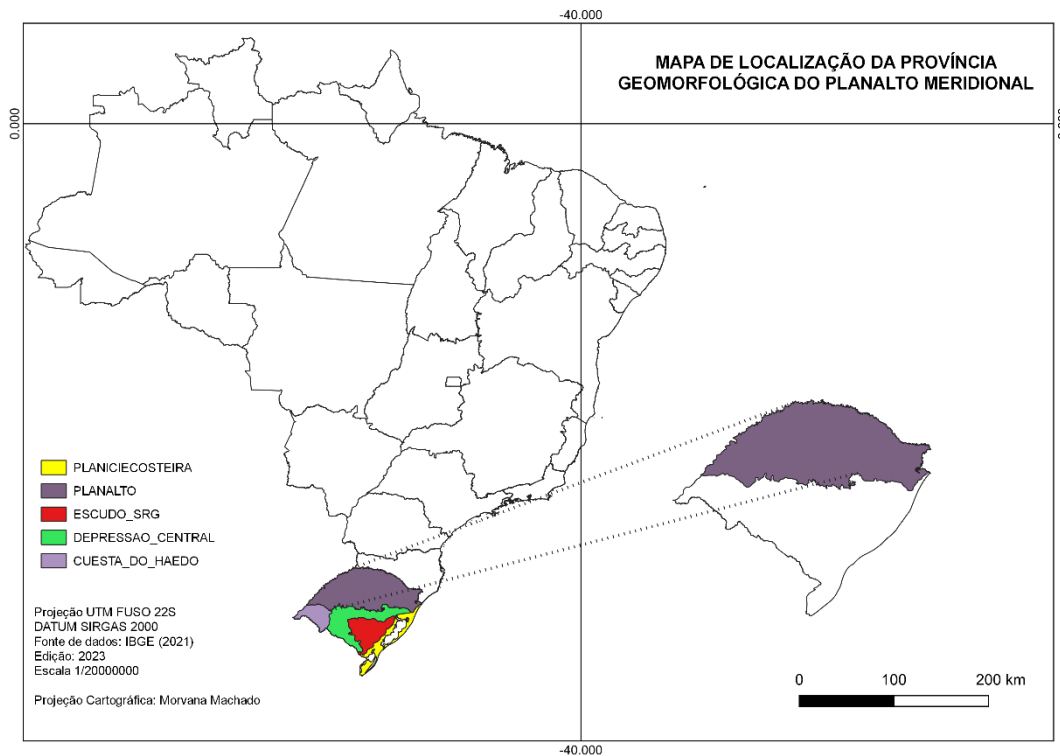 -40.000
MAPA DE LOCALIZAÇÃO DA PROVÍNCIA
GEOMORFOLÓGICA DO PLANALTO MERIDIONAL
0.000
0.000
PLANICIECOSTEIRA
PLANALTO
ESCUDO_SRG
DEPRESSAO_CENTRAL
CUESTA_DO_HAEDO
Projeção UTM FUSO 22S
DATUM SIRGAS 2000
Fonte de dados: IBGE (2021)
Edição: 2023
Escala 1/20000000
Projeção Cartográfica: Morvana Machado
0 100 200 km
-40.000